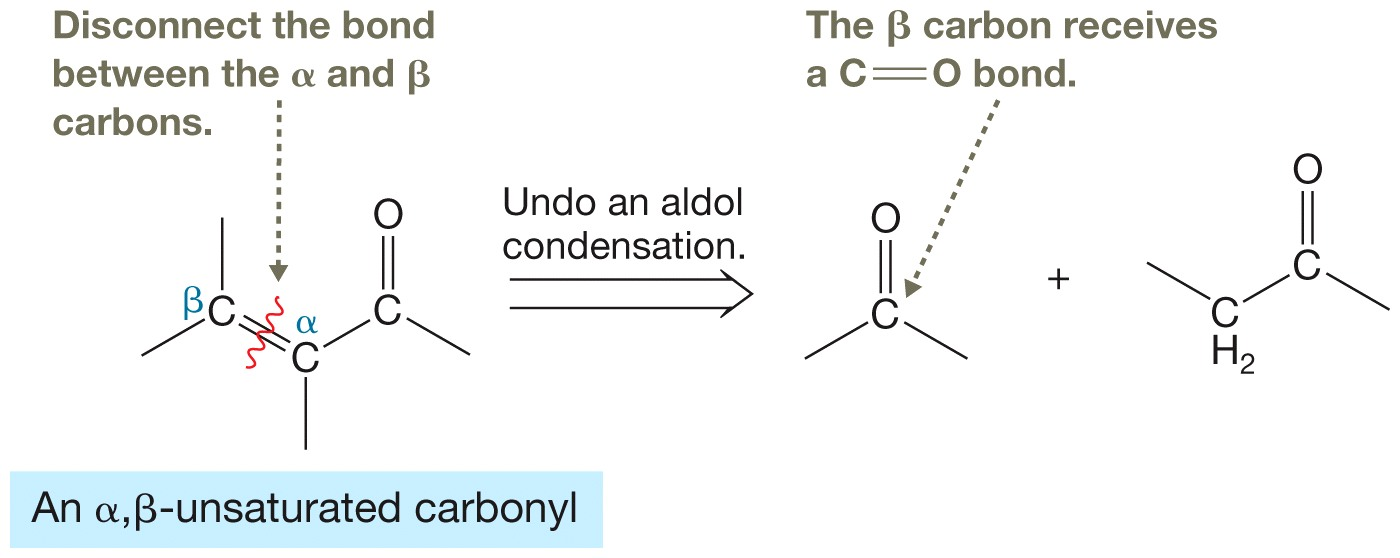 Disconnect the bond
between the α and β
carbons.
The β carbon receives
a C=O bond.
Undo an aldol
condensation.
O
β
C
α
C
C
O
C
+
O
C
C
H₂
An α,β-unsaturated carbonyl